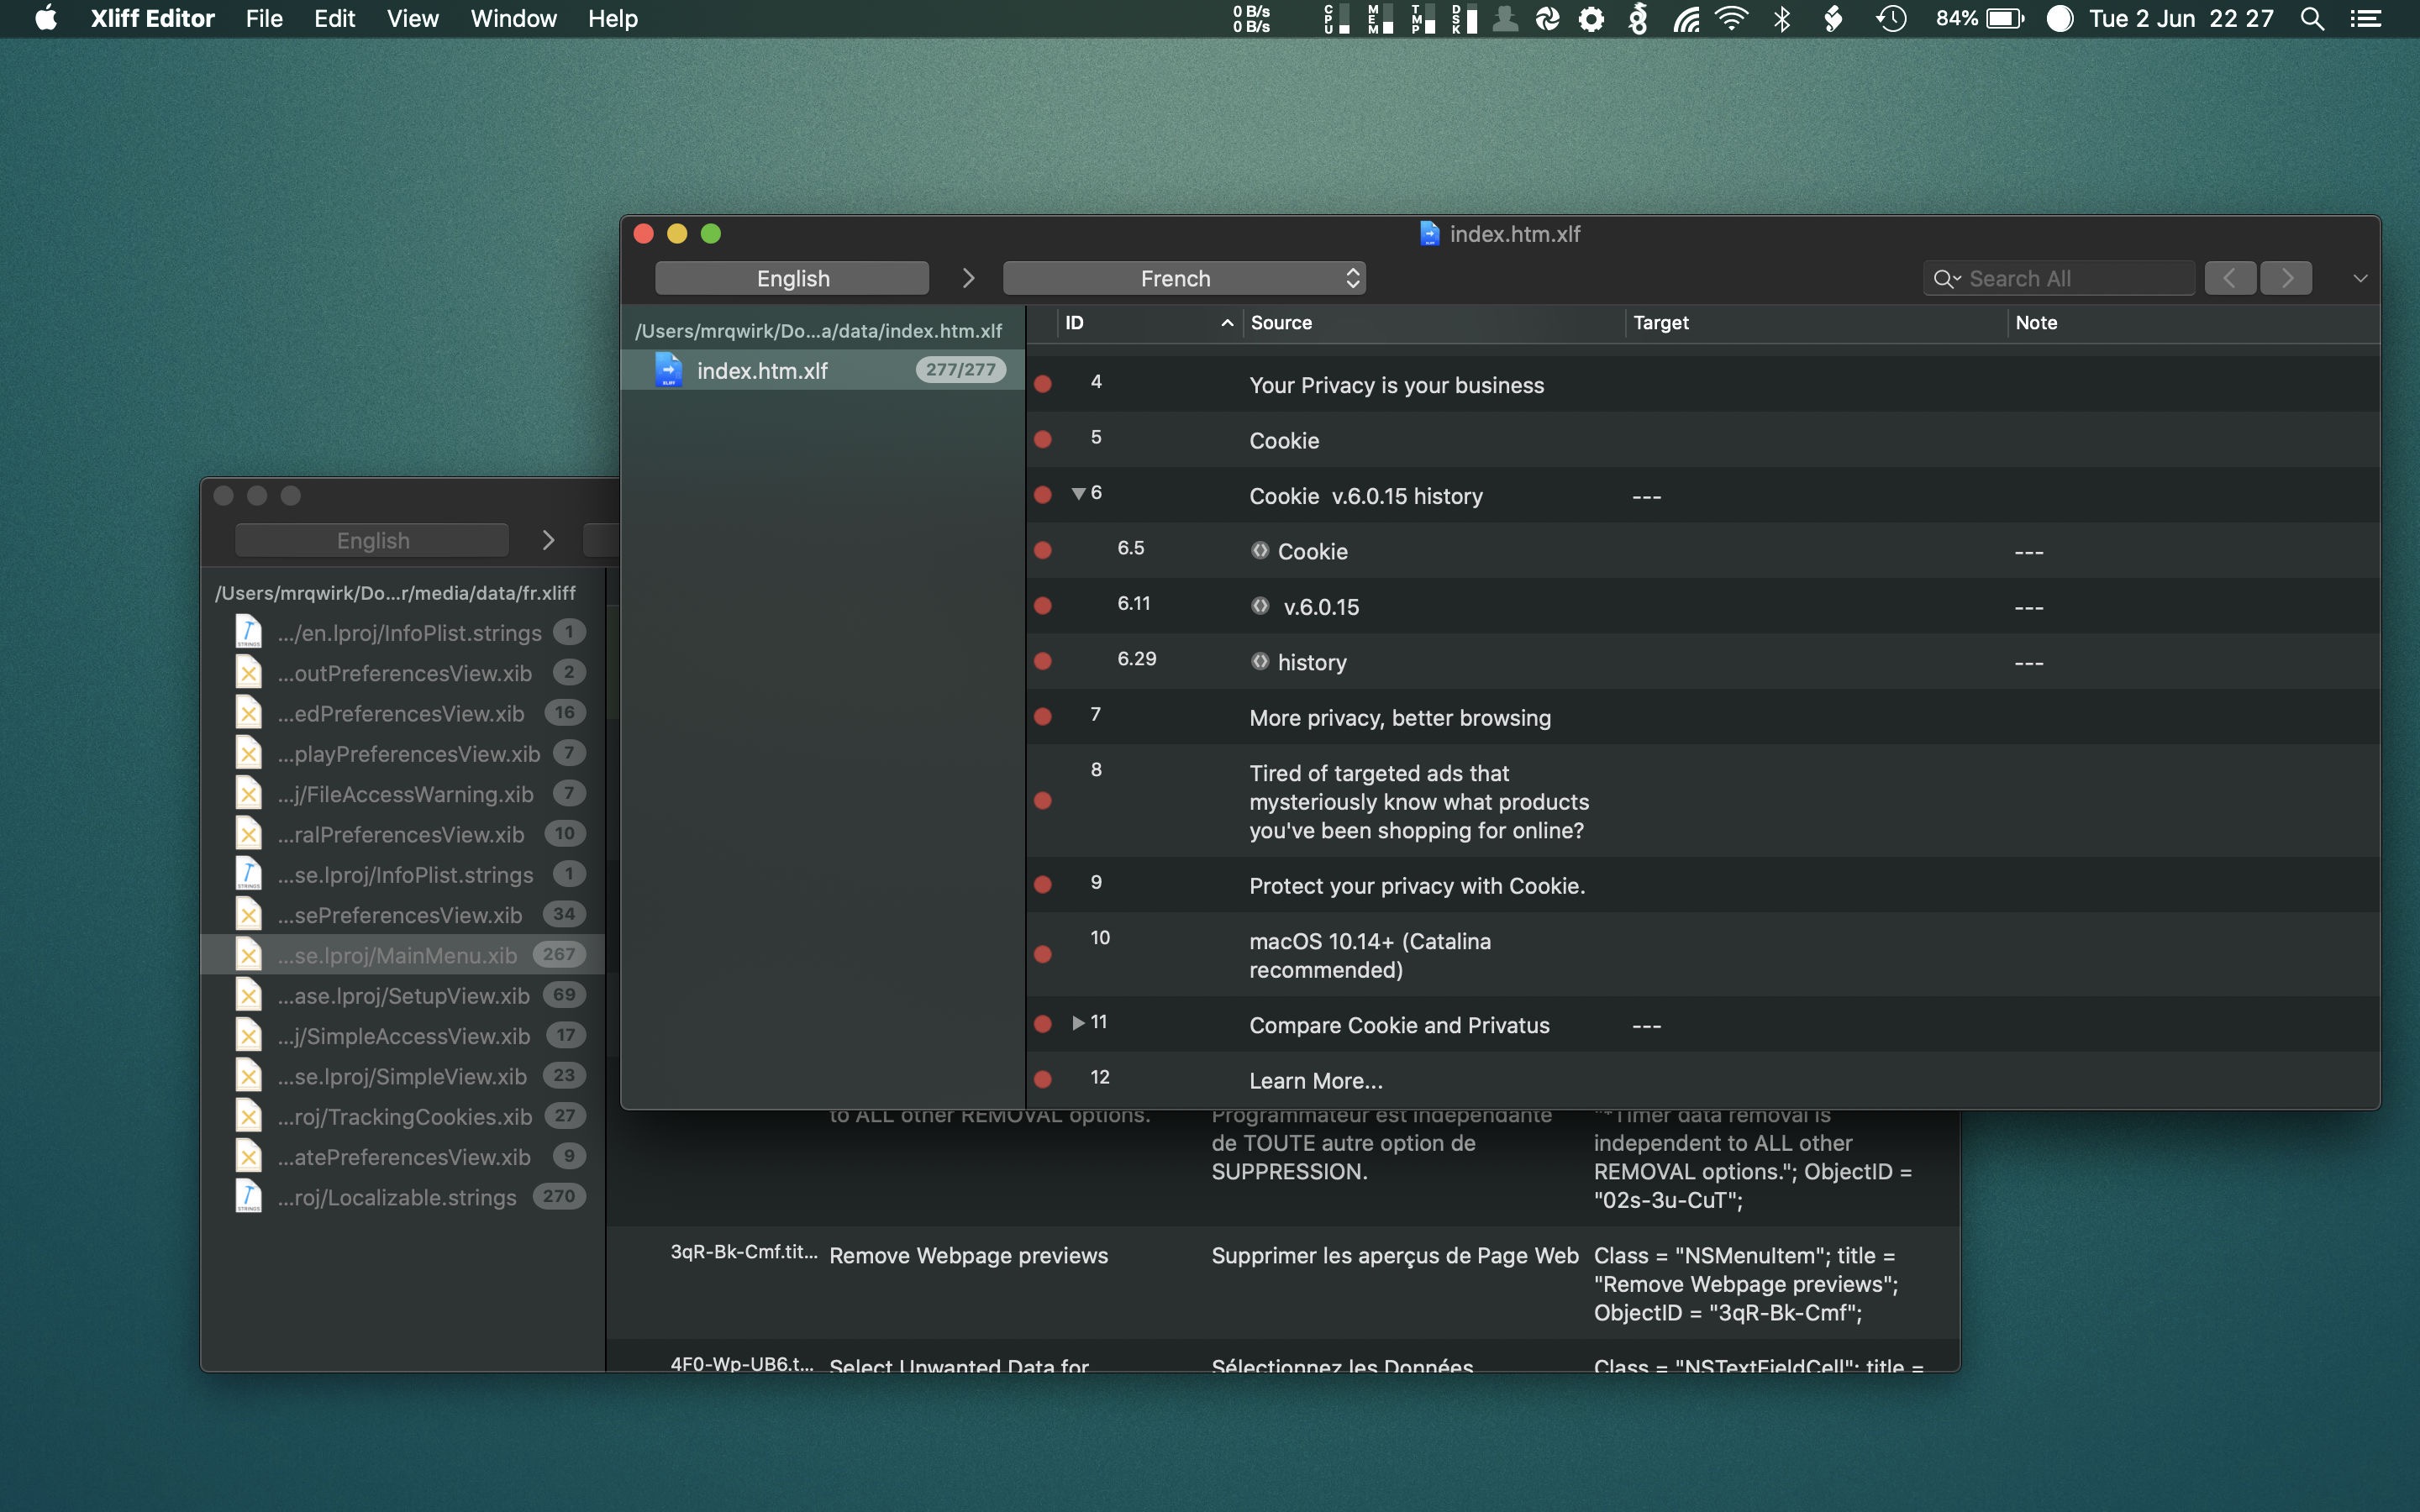 Xliff Editor File Edit View Window Help
0 B/s
0 B/s
CPU MEM TMP DSK 84% Tue 2 Jun 22 27
index.htm.xlf
English
French
Search All
/Users/mrqwirk/Do...a/data/index.htm.xlf
index.htm.xlf 277/277
ID Source Target Note
4 Your Privacy is your business
5 Cookie
6 Cookie v.6.0.15 history ---
6.5 Cookie ---
6.11 v.6.0.15 ---
6.29 history ---
7 More privacy, better browsing
8 Tired of targeted ads that
mysteriously know what products
you've been shopping for online?
9 Protect your privacy with Cookie.
10 macOS 10.14+ (Catalina
recommended)
11 Compare Cookie and Privatus ---
12 Learn More...
English
/Users/mrqwirk/Do...r/media/data/fr.xliff
.../en.lproj/InfoPlist.strings 1
...outPreferencesView.xib 2
...edPreferencesView.xib 16
...playPreferencesView.xib 7
...j/FileAccessWarning.xib 7
...ralPreferencesView.xib 10
...se.lproj/InfoPlist.strings 1
...sePreferencesView.xib 34
...se.lproj/MainMenu.xib 267
...ase.lproj/SetupView.xib 69
...j/SimpleAccessView.xib 17
...se.lproj/SimpleView.xib 23
...roj/TrackingCookies.xib 27
...atePreferencesView.xib 9
...roj/Localizable.strings 270
to ALL other REMOVAL options.
Programmateur est indépendante
de TOUTE autre option de
SUPPRESSION.
"*Timer data removal is
independent to ALL other
REMOVAL options."; ObjectID =
"02s-3u-CuT";
3qR-Bk-Cmf.tit... Remove Webpage previews
Supprimer les aperçus de Page Web
Class = "NSMenuItem"; title =
"Remove Webpage previews";
ObjectID = "3qR-Bk-Cmf";
4F0-Wp-UB6.t... Select Unwanted Data for
Sélectionnez les Données
Class = "NSTextFieldCell"; title =